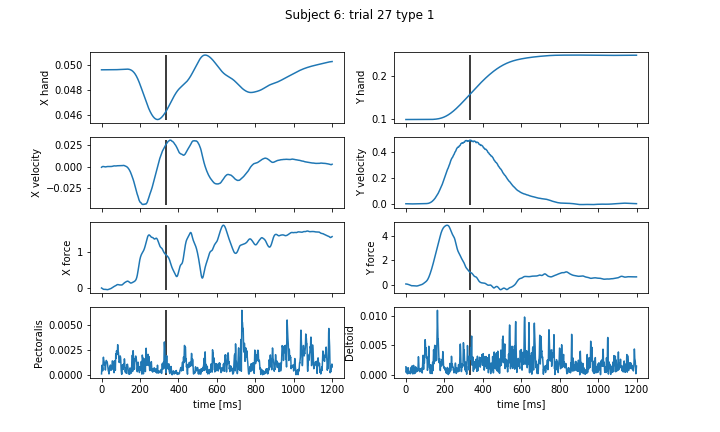 Subject 6: trial 27 type 1
0.050
0.048
0.046
X hand
0.2
0.1
Y hand
0.025
0.000
−0.025
X velocity
0.4
0.2
0.0
Y velocity
1
0
X force
4
2
0
Y force
0.0050
0.0025
0.0000
Pectoralis
0 200 400 600 800 1000 1200
time [ms]
0.010
0.005
0.000
Deltoid
0 200 400 600 800 1000 1200
time [ms]